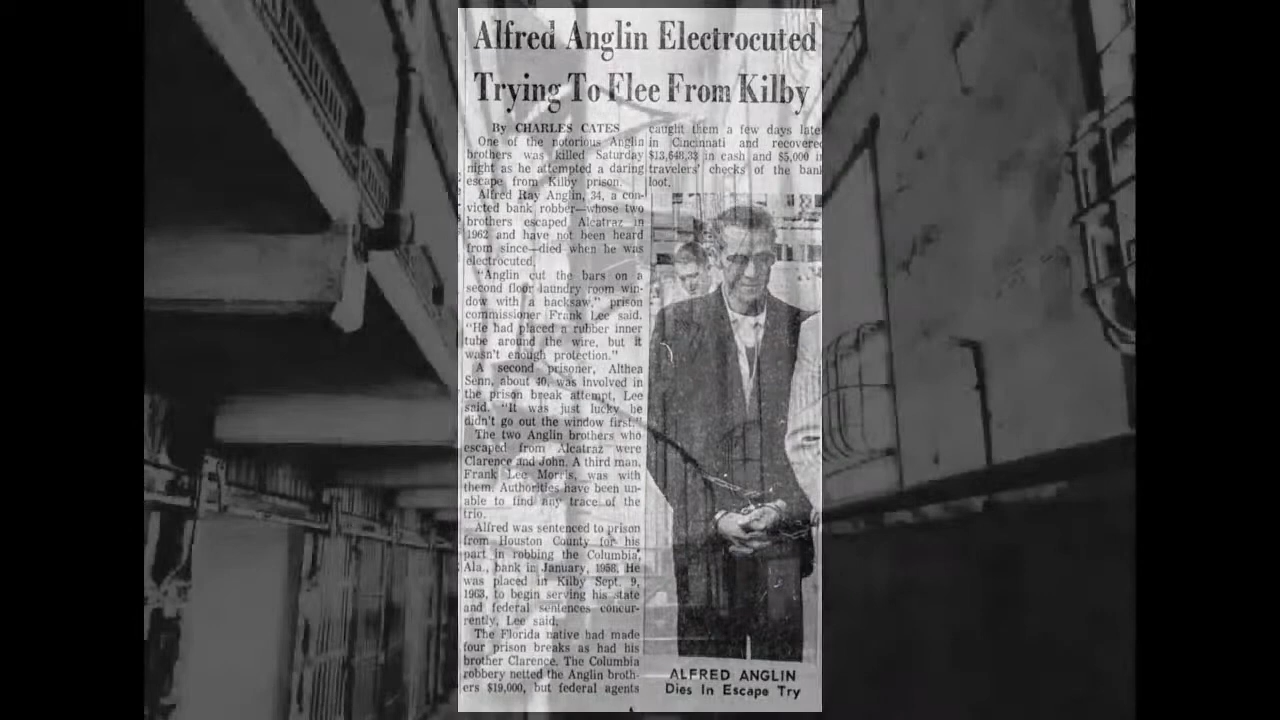 Alfred Anglin Electrocuted
Trying To Flee From Kilby
By CHARLES CATES
One of the notorious Anglin
brothers was killed Saturday
night as he attempted a daring
escape from Kilby prison.
Alfred Ray Anglin, 34, a con-
victed bank robber—whose two
brothers escaped Alcatraz in
1962 and have not been heard
from since—died when he was
electrocuted.
"Anglin cut the bars on a
second floor laundry room win-
dow with a hacksaw," prison
commissioner Frank Lee said.
"He had placed a rubber inner
tube around the wire, but it
wasn't enough protection."
A second prisoner, Althea
Senn, about 40, was involved in
the prison break attempt, Lee
said. "It was just lucky he
didn't go out the window first."
The two Anglin brothers who
escaped from Alcatraz were
Clarence and John. A third man,
Frank Lee Morris, was with
them. Authorities have been un-
able to find any trace of the
trio.
Alfred was sentenced to prison
from Houston County for his
part in robbing the Columbia,
Ala., bank in January, 1958. He
was placed in Kilby Sept. 9,
1963, to begin serving his state
and federal sentences concur-
rently, Lee said.
The Florida native had made
four prison breaks as had his
brother Clarence. The Columbia
robbery netted the Anglin broth-
ers $19,000, but federal agents
caught them a few days late
in Cincinnati and recovered
$13,648.33 in cash and $5,000 i
travelers' checks of the bank
loot.
ALFRED ANGLIN
Dies In Escape Try